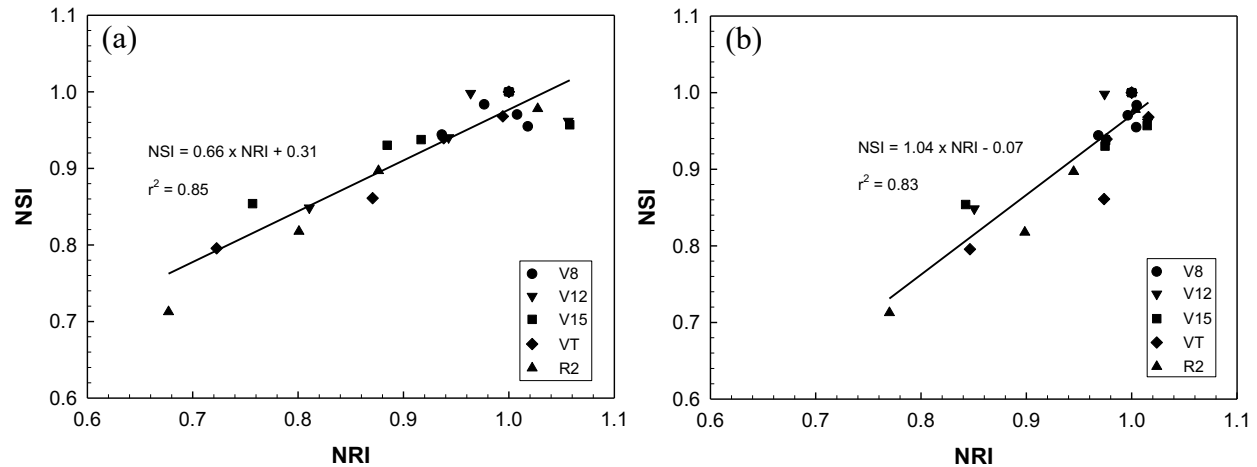 (a)
1.1
1.0
0.9
0.8
0.7
0.6
NSI
NSI = 0.66 x NRI + 0.31
r² = 0.85
V8
V12
V15
VT
R2
0.6 0.7 0.8 0.9 1.0 1.1
NRI
(b)
1.1
1.0
0.9
0.8
0.7
0.6
NSI
NSI = 1.04 x NRI - 0.07
r² = 0.83
V8
V12
V15
VT
R2
0.6 0.7 0.8 0.9 1.0 1.1
NRI